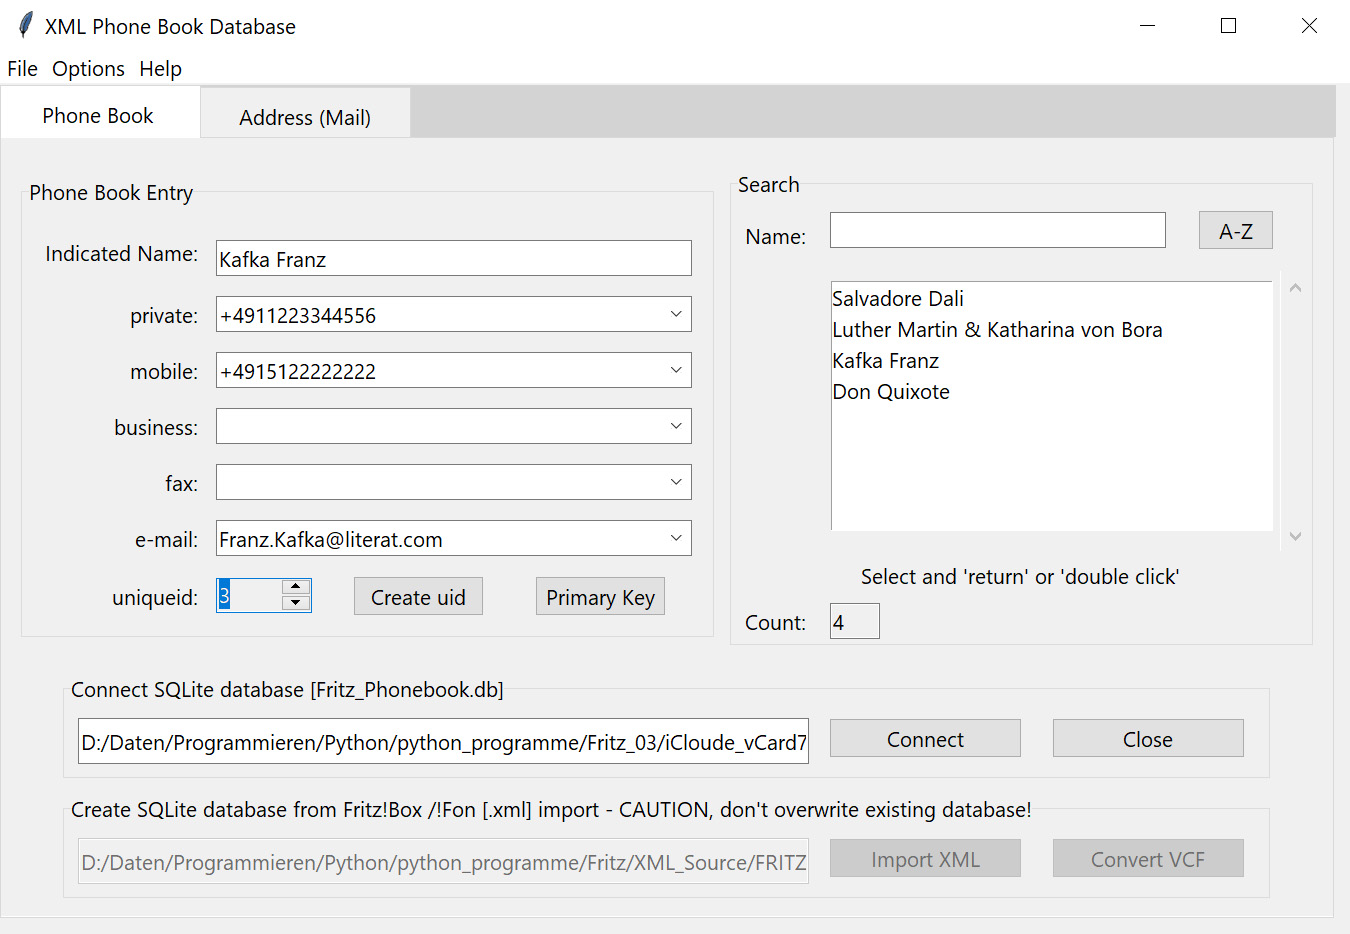 XML Phone Book Database
File Options Help
Phone Book
Address (Mail)
Phone Book Entry
Indicated Name: Kafka Franz
private: +4911223344556
mobile: +4915122222222
business:
fax:
e-mail: Franz.Kafka@literat.com
uniqueid: 3 Create uid Primary Key
Search
Name: A-Z
Salvadore Dali
Luther Martin & Katharina von Bora
Kafka Franz
Don Quixote
Select and 'return' or 'double click'
Count: 4
Connect SQLite database [Fritz_Phonebook.db]
D:/Daten/Programmieren/Python/python_programme/Fritz_03/iCloude_vCard7 Connect Close
Create SQLite database from Fritz!Box /!Fon [.xml] import - CAUTION, don't overwrite existing database!
D:/Daten/Programmieren/Python/python_programme/Fritz/XML_Source/FRITZ Import XML Convert VCF